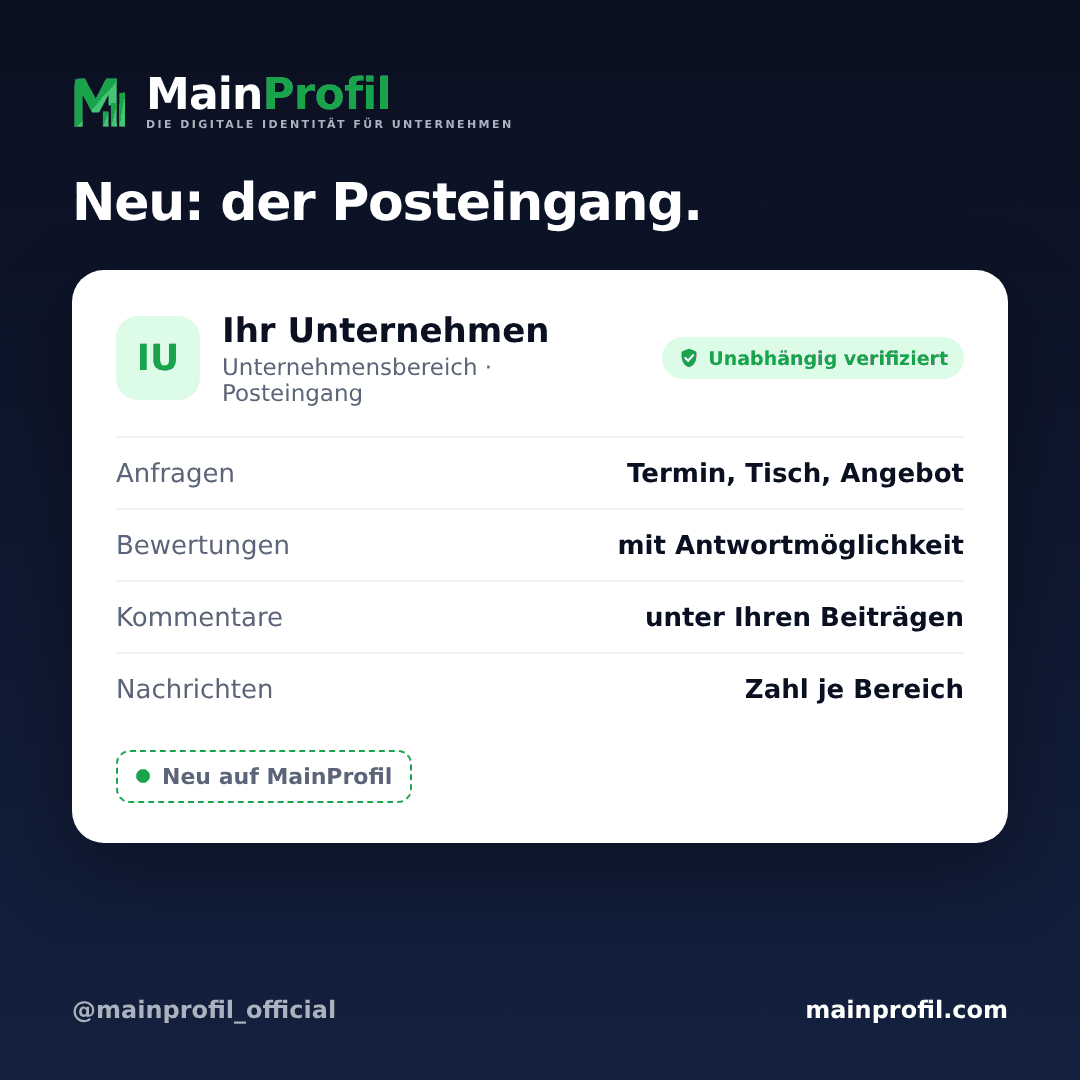 MainProfil
DIE DIGITALE IDENTITÄT FÜR UNTERNEHMEN
Neu: der Posteingang.
IU
Ihr Unternehmen
Unternehmensbereich ·
Posteingang
Unabhängig verifiziert
Anfragen Termin, Tisch, Angebot
Bewertungen mit Antwortmöglichkeit
Kommentare unter Ihren Beiträgen
Nachrichten Zahl je Bereich
Neu auf MainProfil
@mainprofil_official mainprofil.com